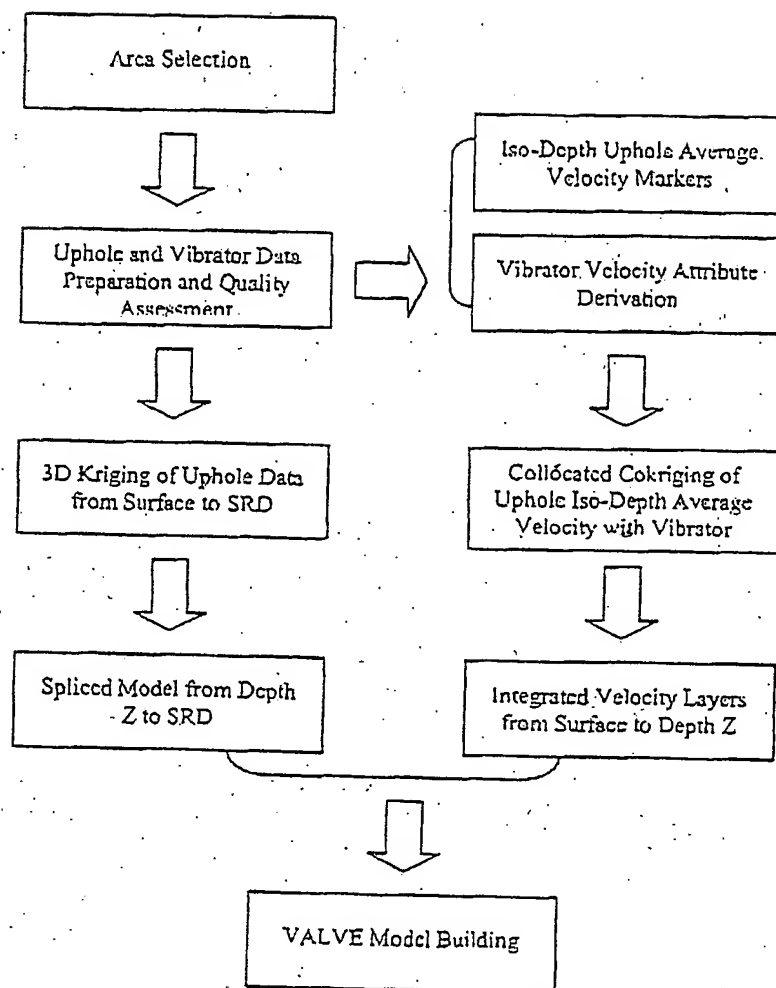 Area Selection
Iso-Depth Uphole Average
Velocity Markers
Uphole and Vibrator Data
Preparation and Quality
Assessment
Vibrator Velocity Attribute
Derivation
3D Kriging of Uphole Data
from Surface to SRD
Collocated Cokriging of
Uphole Iso-Depth Average
Velocity with Vibrator
Spliced Model from Depth
Z to SRD
Integrated Velocity Layers
from Surface to Depth Z
VALVE Model Building